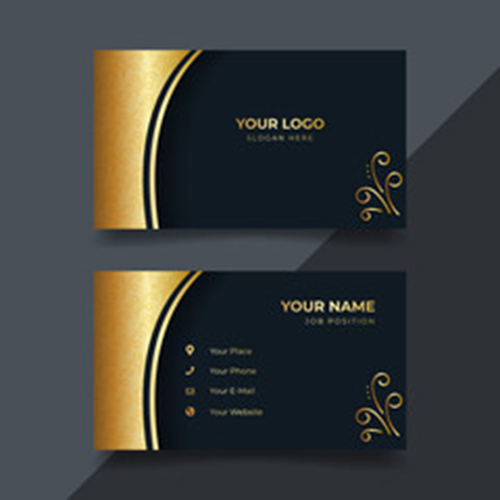 YOUR LOGO
SLOGAN HERE
YOUR NAME
JOB POSITION
Your Place
Your Phone
Your E-Mail
Your Website